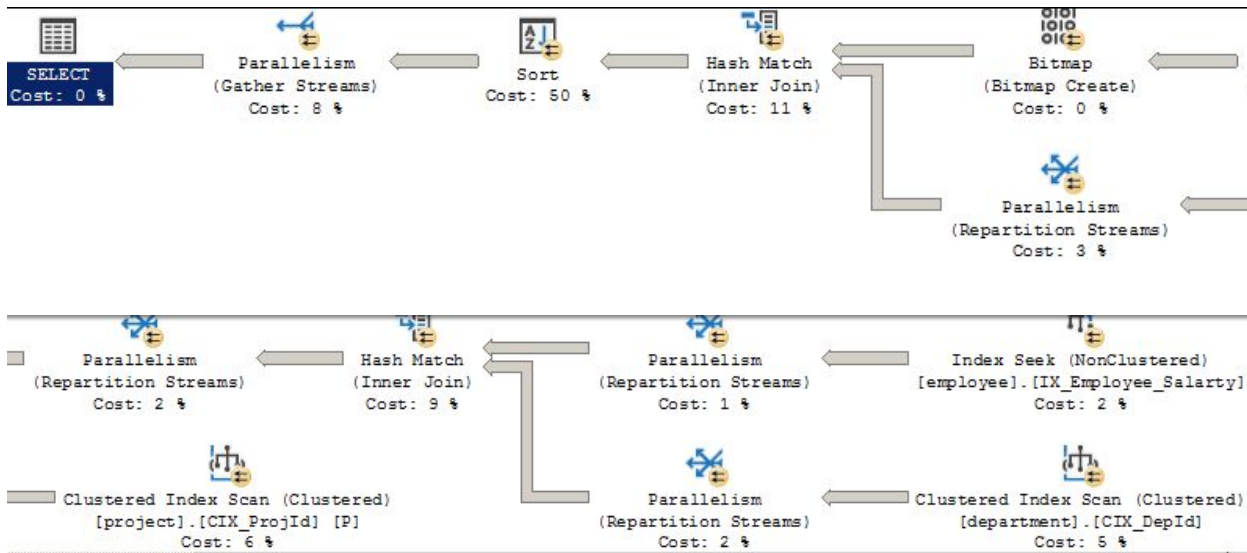 SELECT
Cost: 0 %
Parallelism
(Gather Streams)
Cost: 8 %
Sort
Cost: 50 %
Hash Match
(Inner Join)
Cost: 11 %
Bitmap
(Bitmap Create)
Cost: 0 %
Parallelism
(Repartition Streams)
Cost: 3 %
Parallelism
(Repartition Streams)
Cost: 2 %
Hash Match
(Inner Join)
Cost: 9 %
Parallelism
(Repartition Streams)
Cost: 1 %
Index Seek (NonClustered)
[employee].[IX_Employee_Salarty]
Cost: 2 %
Clustered Index Scan (Clustered)
[project].[CIX_ProjId] [P]
Cost: 6 %
Parallelism
(Repartition Streams)
Cost: 2 %
Clustered Index Scan (Clustered)
[department].[CIX_DepId]
Cost: 5 %